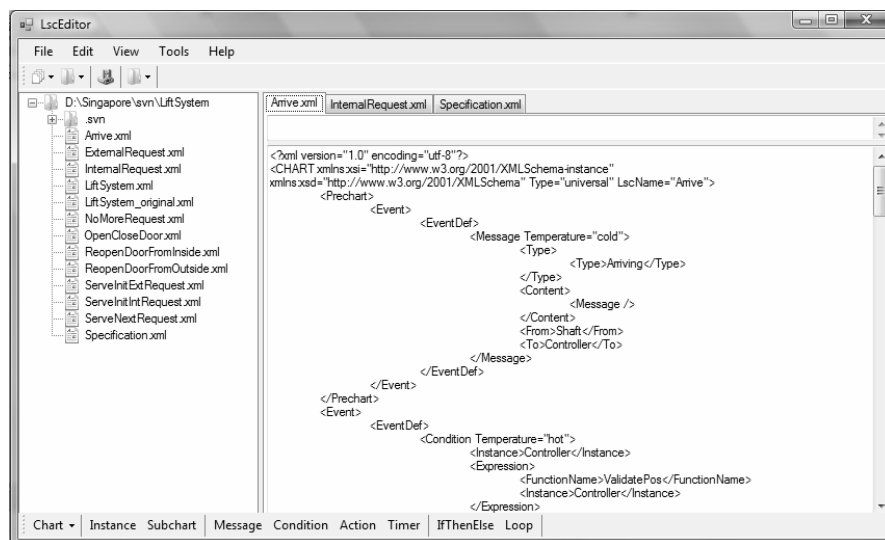 LscEditor
File Edit View Tools Help
D:\Singapore\svn\LiftSystem
.svn
Arrive.xml
ExternalRequest.xml
InternalRequest.xml
LiftSystem.xml
LiftSystem_original.xml
NoMoreRequest.xml
OpenCloseDoor.xml
ReopenDoorFromInside.xml
ReopenDoorFromOutside.xml
ServeInitExtRequest.xml
ServeInitIntRequest.xml
ServeNextRequest.xml
Specification.xml
Arrive.xml InternalRequest.xml Specification.xml
<?xml version="1.0" encoding="utf-8"?>
<CHART xmlns:xsi="http://www.w3.org/2001/XMLSchema-instance"
xmlns:xsd="http://www.w3.org/2001/XMLSchema" Type="universal" LscName="Arrive">
<Prechart>
<Event>
<EventDef>
<Message Temperature="cold">
<Type>
<Type>Arriving</Type>
</Type>
<Content>
<Message />
</Content>
<From>Shaft</From>
<To>Controller</To>
</Message>
</EventDef>
</Event>
</Prechart>
<Event>
<EventDef>
<Condition Temperature="hot">
<Instance>Controller</Instance>
<Expression>
<FunctionName>ValidatePos</FunctionName>
<Instance>Controller</Instance>
</Expression>
Chart Instance Subchart Message Condition Action Timer IfThenElse Loop